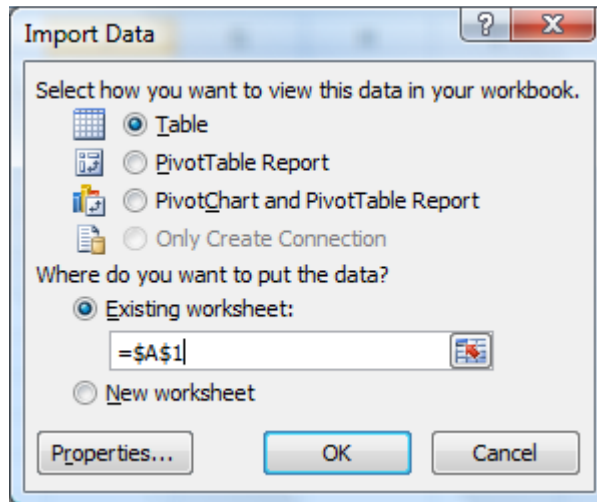 Import Data
Select how you want to view this data in your workbook.
Table
PivotTable Report
PivotChart and PivotTable Report
Only Create Connection
Where do you want to put the data?
Existing worksheet:
=$A$1
New worksheet
Properties... OK Cancel